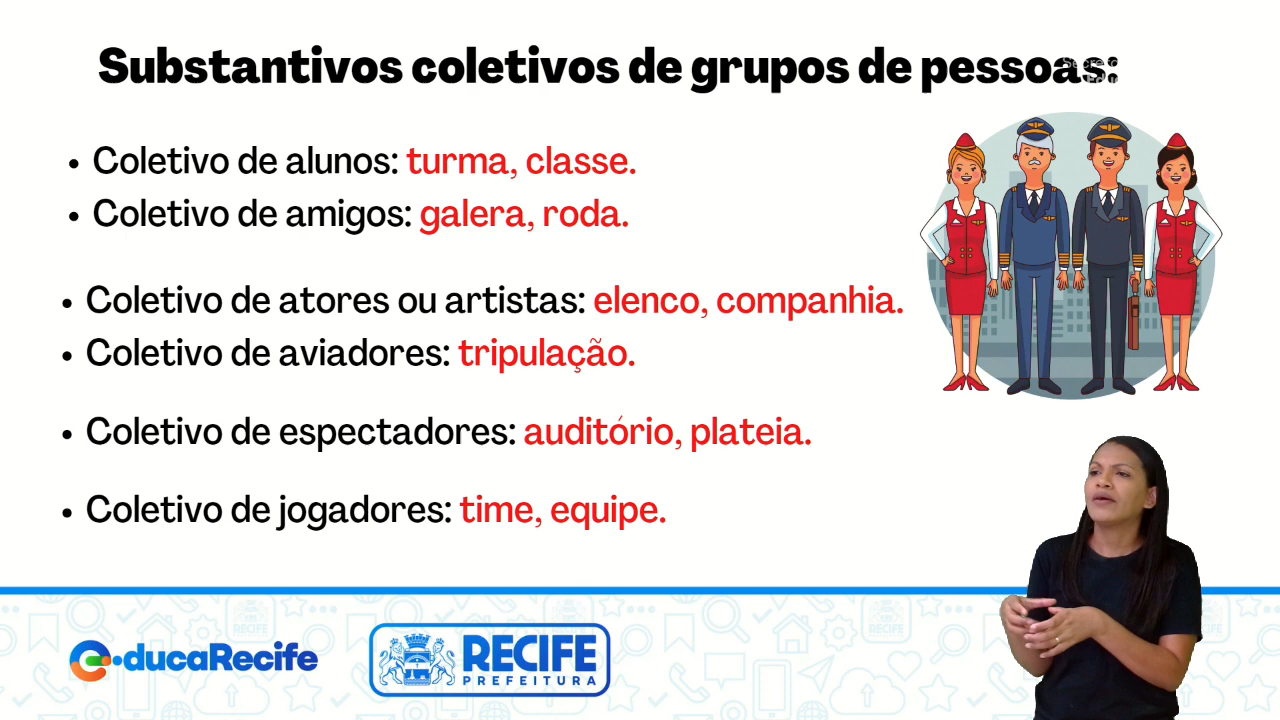 Substantivos coletivos de grupos de pessoas:
• Coletivo de alunos: turma, classe.
• Coletivo de amigos: galera, roda.
• Coletivo de atores ou artistas: elenco, companhia.
• Coletivo de aviadores: tripulação.
• Coletivo de espectadores: auditório, plateia.
• Coletivo de jogadores: time, equipe.
ducaRecife
RECIFE
PREFEITURA